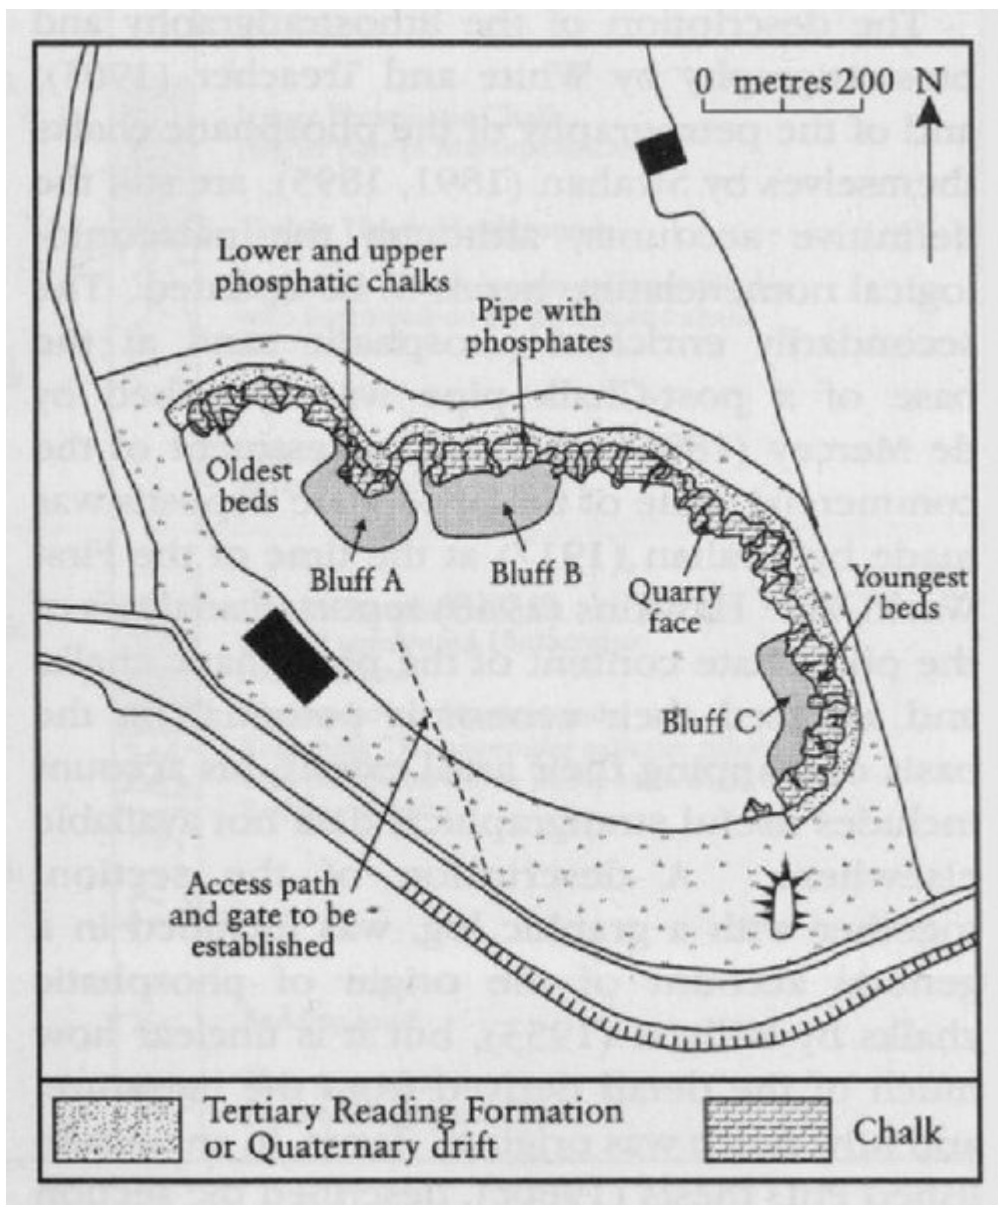 0 metres 200 N
Lower and upper
phosphatic chalks
Pipe with
phosphates
Oldest
beds
Bluff A
Bluff B
Quarry
face
Youngest
beds
Bluff C
Access path
and gate to be
established
Tertiary Reading Formation
or Quaternary drift
Chalk